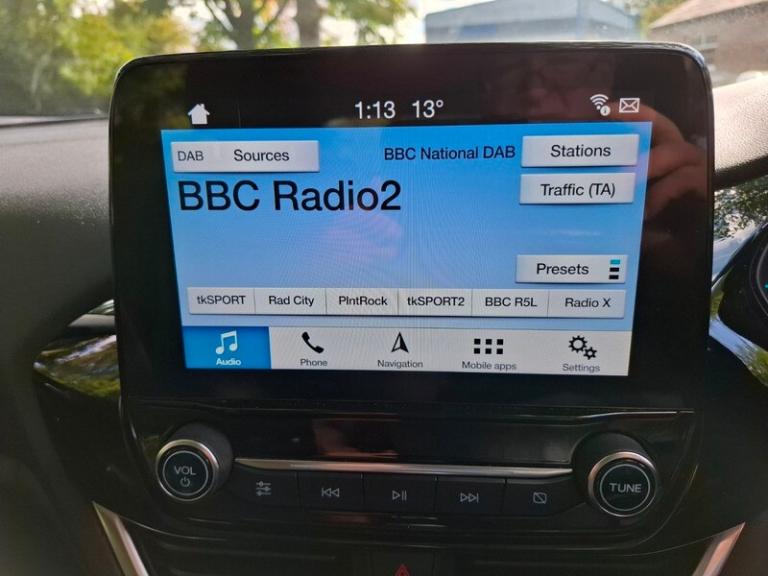 1:13 13°
DAB Sources BBC National DAB Stations
BBC Radio2 Traffic (TA)
Presets
tkSPORT Rad City PlntRock tkSPORT2 BBC R5L Radio X
Audio Phone Navigation Mobile apps Settings
VOL TUNE